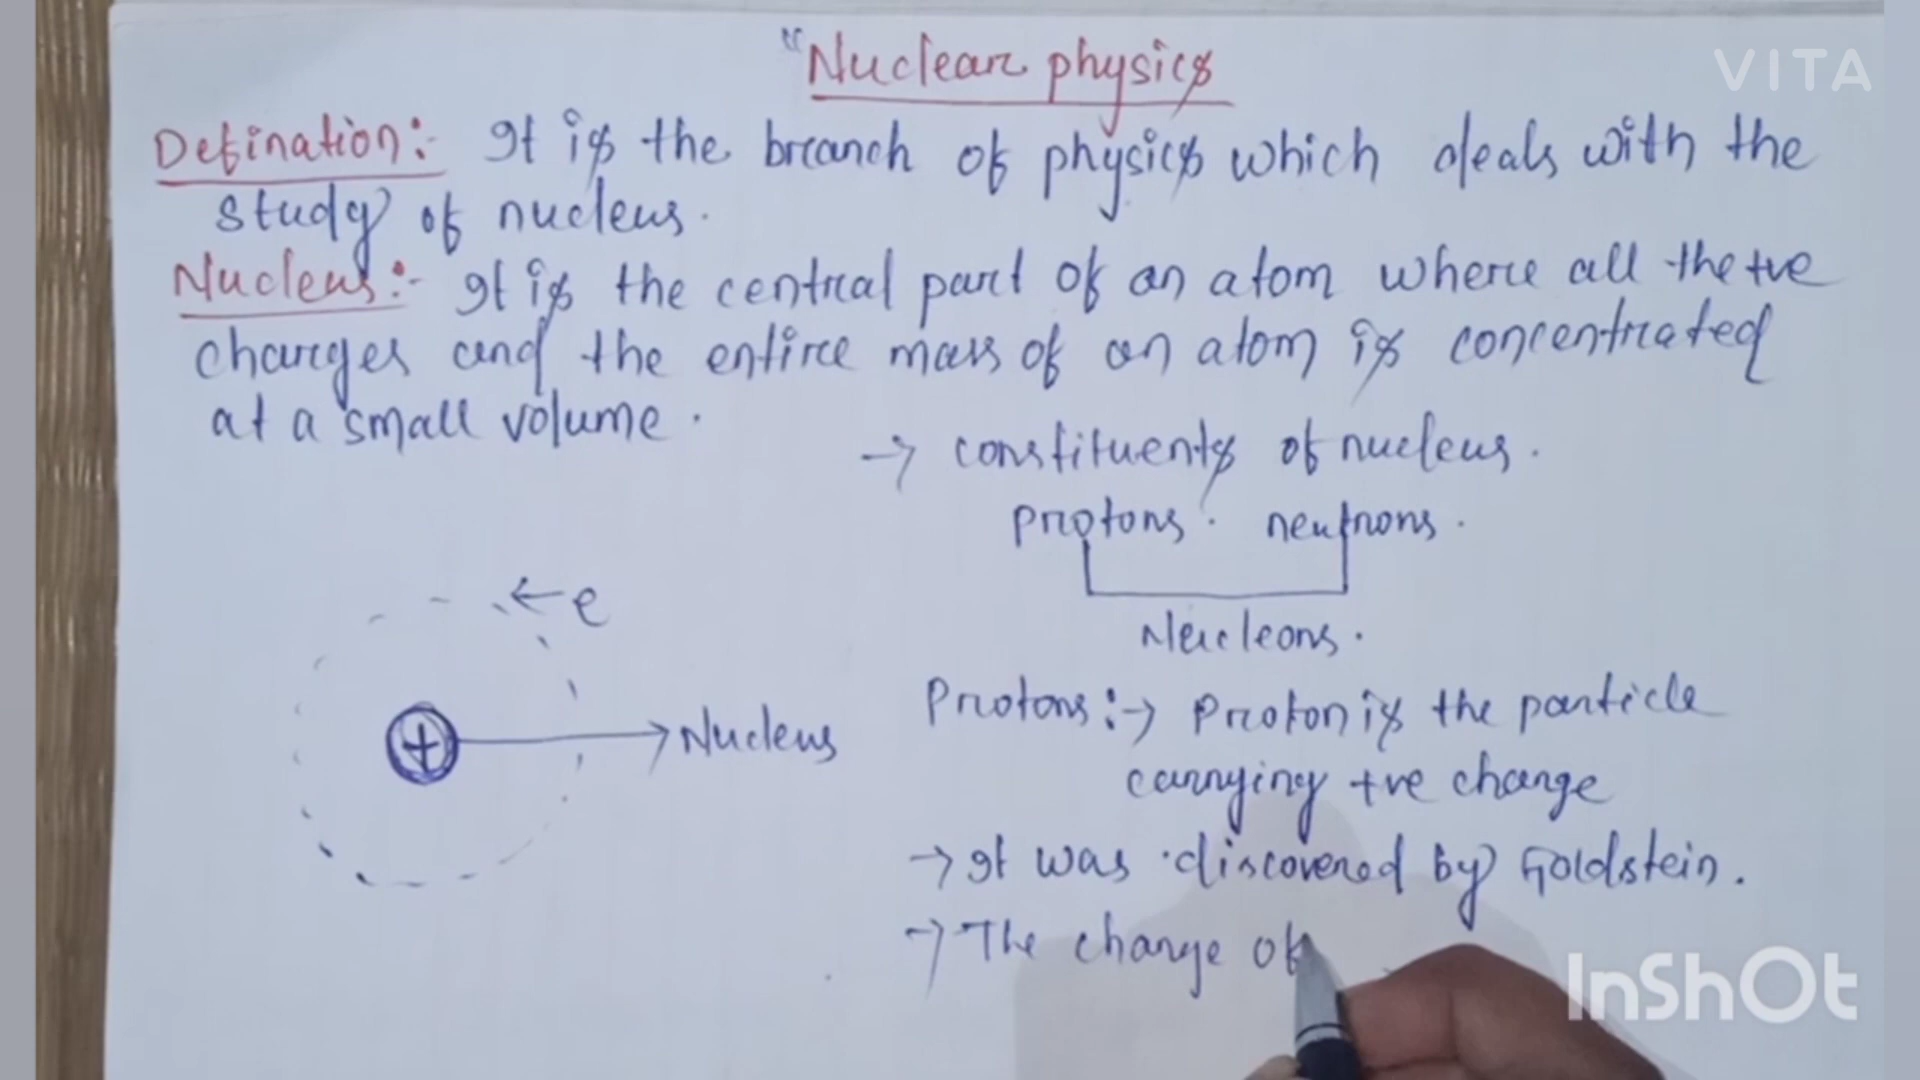 "Nuclear physics
VITA
Defination:- It is the branch of physics which deals with the
study of nucleus.
Nucleus:- It is the central part of an atom where all the +ve
charges and the entire mass of an atom is concentrated
at a small volume.
→ constituents of nucleus.
protons. neutrons.
Nucleons.
← e
+ → Nucleus
Protons:→ Proton is the particle
carrying +ve charge
→ It was discovered by Goldstein.
→ The charge of
InShOt